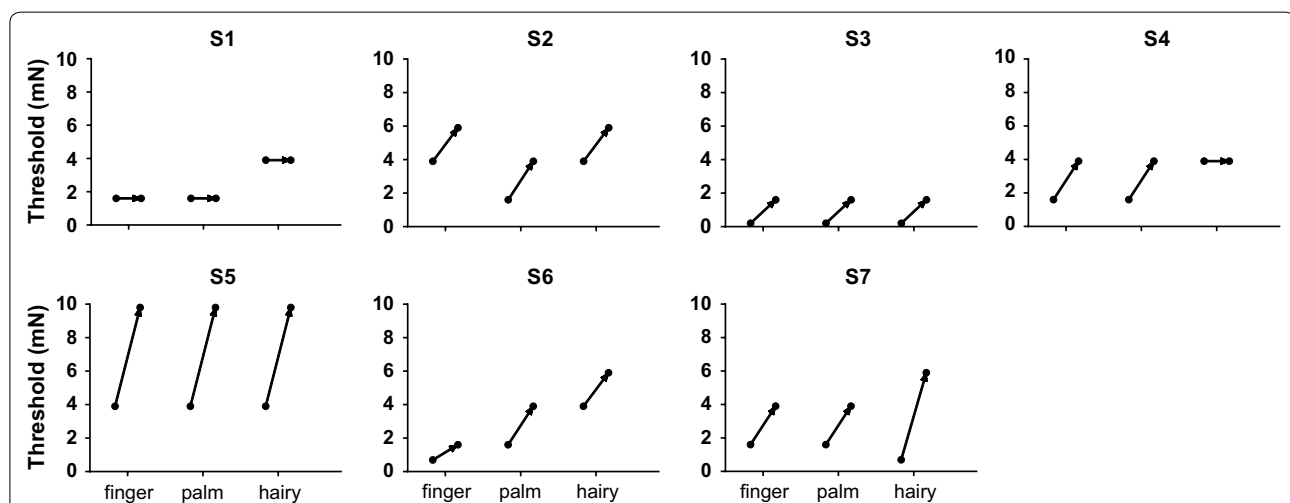 S1 S2 S3 S4
Threshold (mN)
10 10 10 10
8 8 8 8
6 6 6 6
4 4 4 4
2 2 2 2
0 0 0 0
S5 S6 S7
Threshold (mN)
10 10 10
8 8 8
6 6 6
4 4 4
2 2 2
0 0 0
finger palm hairy finger palm hairy finger palm hairy